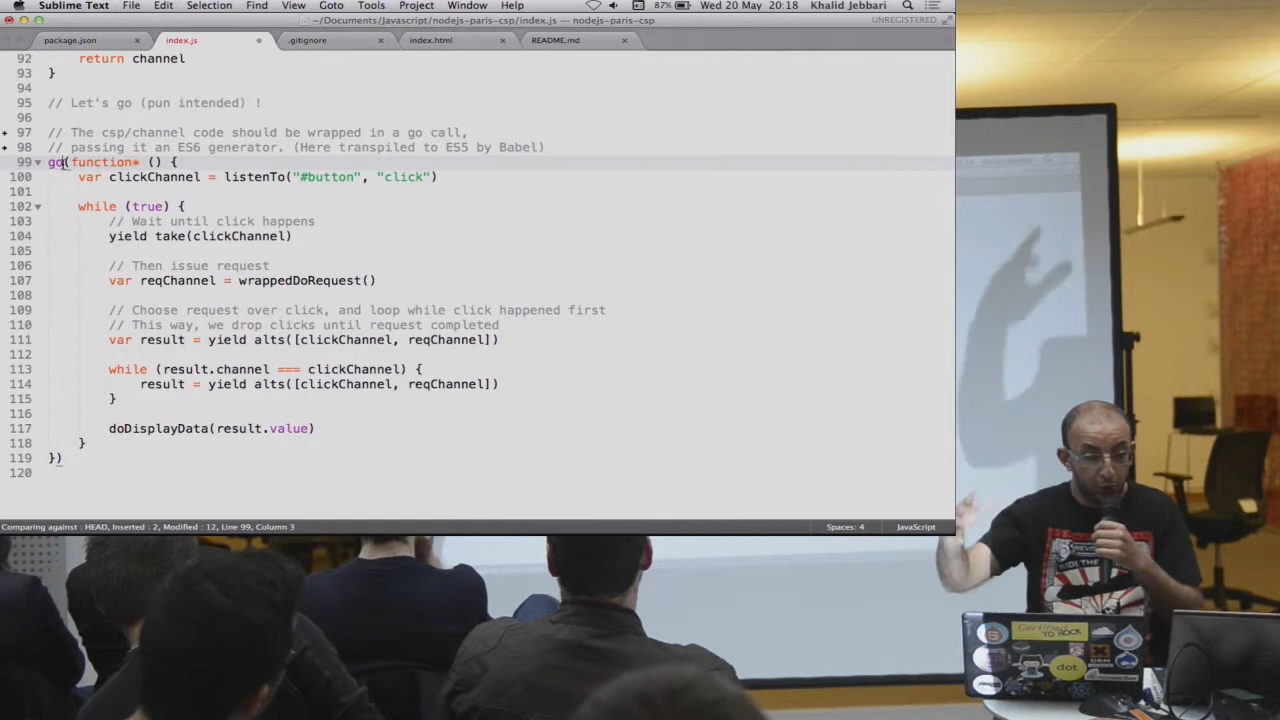 Sublime Text File Edit Selection Find View Goto Tools Project Window Help 87% Wed 20 May 20:18 Khalid Jebbari
~/Documents/Javascript/nodejs-paris-csp/index.js — nodejs-paris-csp UNREGISTERED
package.json index.js .gitignore index.html README.md
92 return channel
93 }
94
95 // Let's go (pun intended) !
96
97 // The csp/channel code should be wrapped in a go call,
98 // passing it an ES6 generator. (Here transpiled to ES5 by Babel)
99 go(function* () {
100 var clickChannel = listenTo("#button", "click")
101
102 while (true) {
103 // Wait until click happens
104 yield take(clickChannel)
105
106 // Then issue request
107 var reqChannel = wrappedDoRequest()
108
109 // Choose request over click, and loop while click happened first
110 // This way, we drop clicks until request completed
111 var result = yield alts([clickChannel, reqChannel])
112
113 while (result.channel === clickChannel) {
114 result = yield alts([clickChannel, reqChannel])
115 }
116
117 doDisplayData(result.value)
118 }
119 })
120
Comparing against : HEAD, Inserted : 2, Modified : 12, Line 99, Column 3 Spaces: 4 JavaScript
Certified
TO ROCK
dot